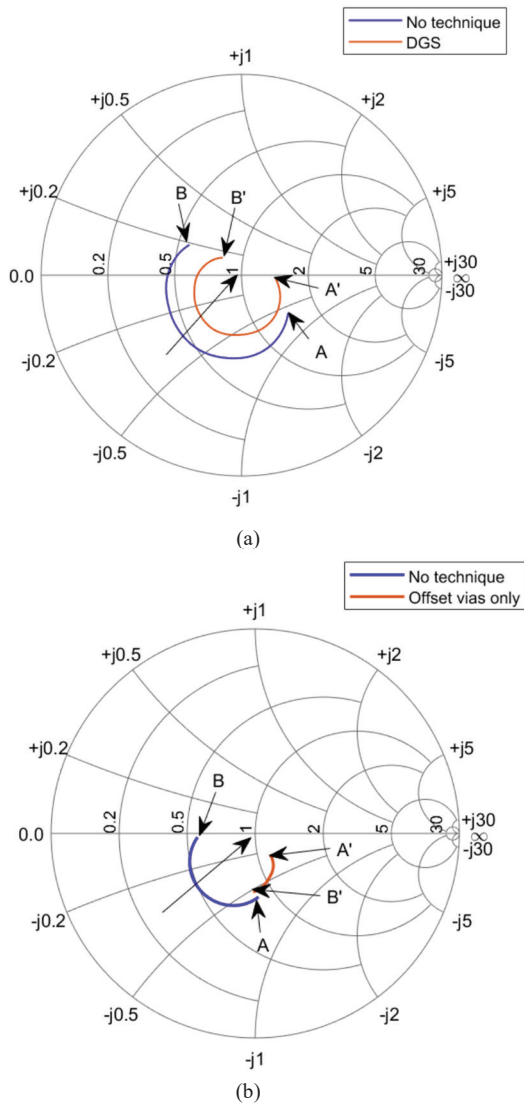 No technique
DGS
+j1
+j0.5
+j2
+j0.2
B
B'
+j5
0.0
0.2
0.5
1
2
5
30
+j30
∞
-j30
A'
A
-j0.2
-j5
-j0.5
-j2
-j1
(a)
No technique
Offset vias only
+j1
+j0.5
+j2
+j0.2
B
+j5
0.0
0.2
0.5
1
2
5
30
+j30
∞
-j30
A'
B'
A
-j0.2
-j5
-j0.5
-j2
-j1
(b)